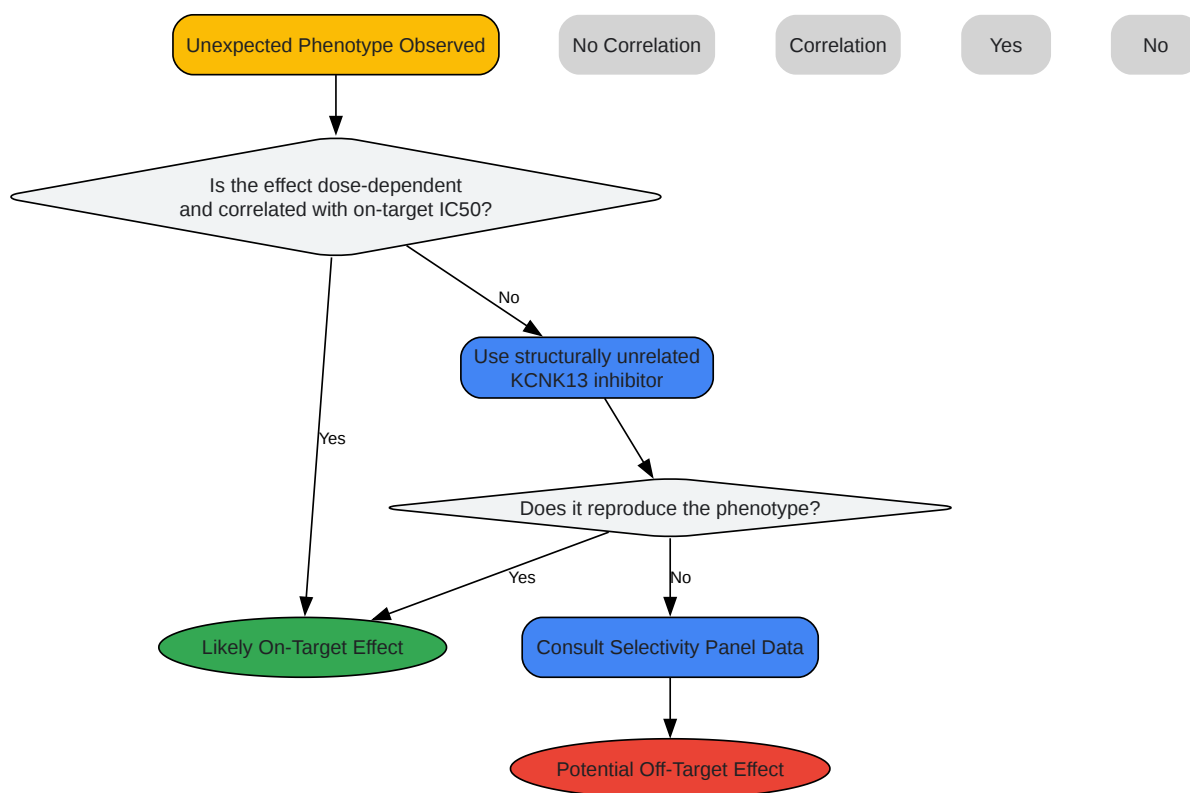 Unexpected Phenotype Observed
No Correlation
Correlation
Yes
No
Is the effect dose-dependent
and correlated with on-target IC50?
No
Use structurally unrelated
KCNK13 inhibitor
Yes
Does it reproduce the phenotype?
Yes
No
Likely On-Target Effect
Consult Selectivity Panel Data
Potential Off-Target Effect